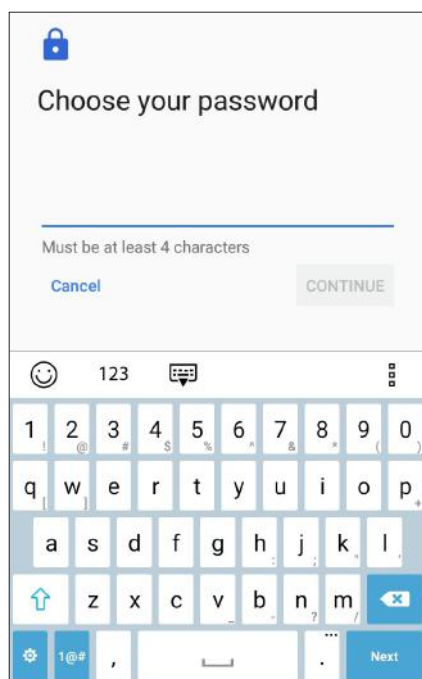 Choose your password
Must be at least 4 characters
Cancel CONTINUE
123
1 ! 2 @ 3 # 4 $ 5 % 6 ^ 7 & 8 * 9 ( 0 )
q [ w ] e r t y u i o p +
a s d f g h : j ; k " l '
z x c v _ b - n ? m /
1@# , . ... Next